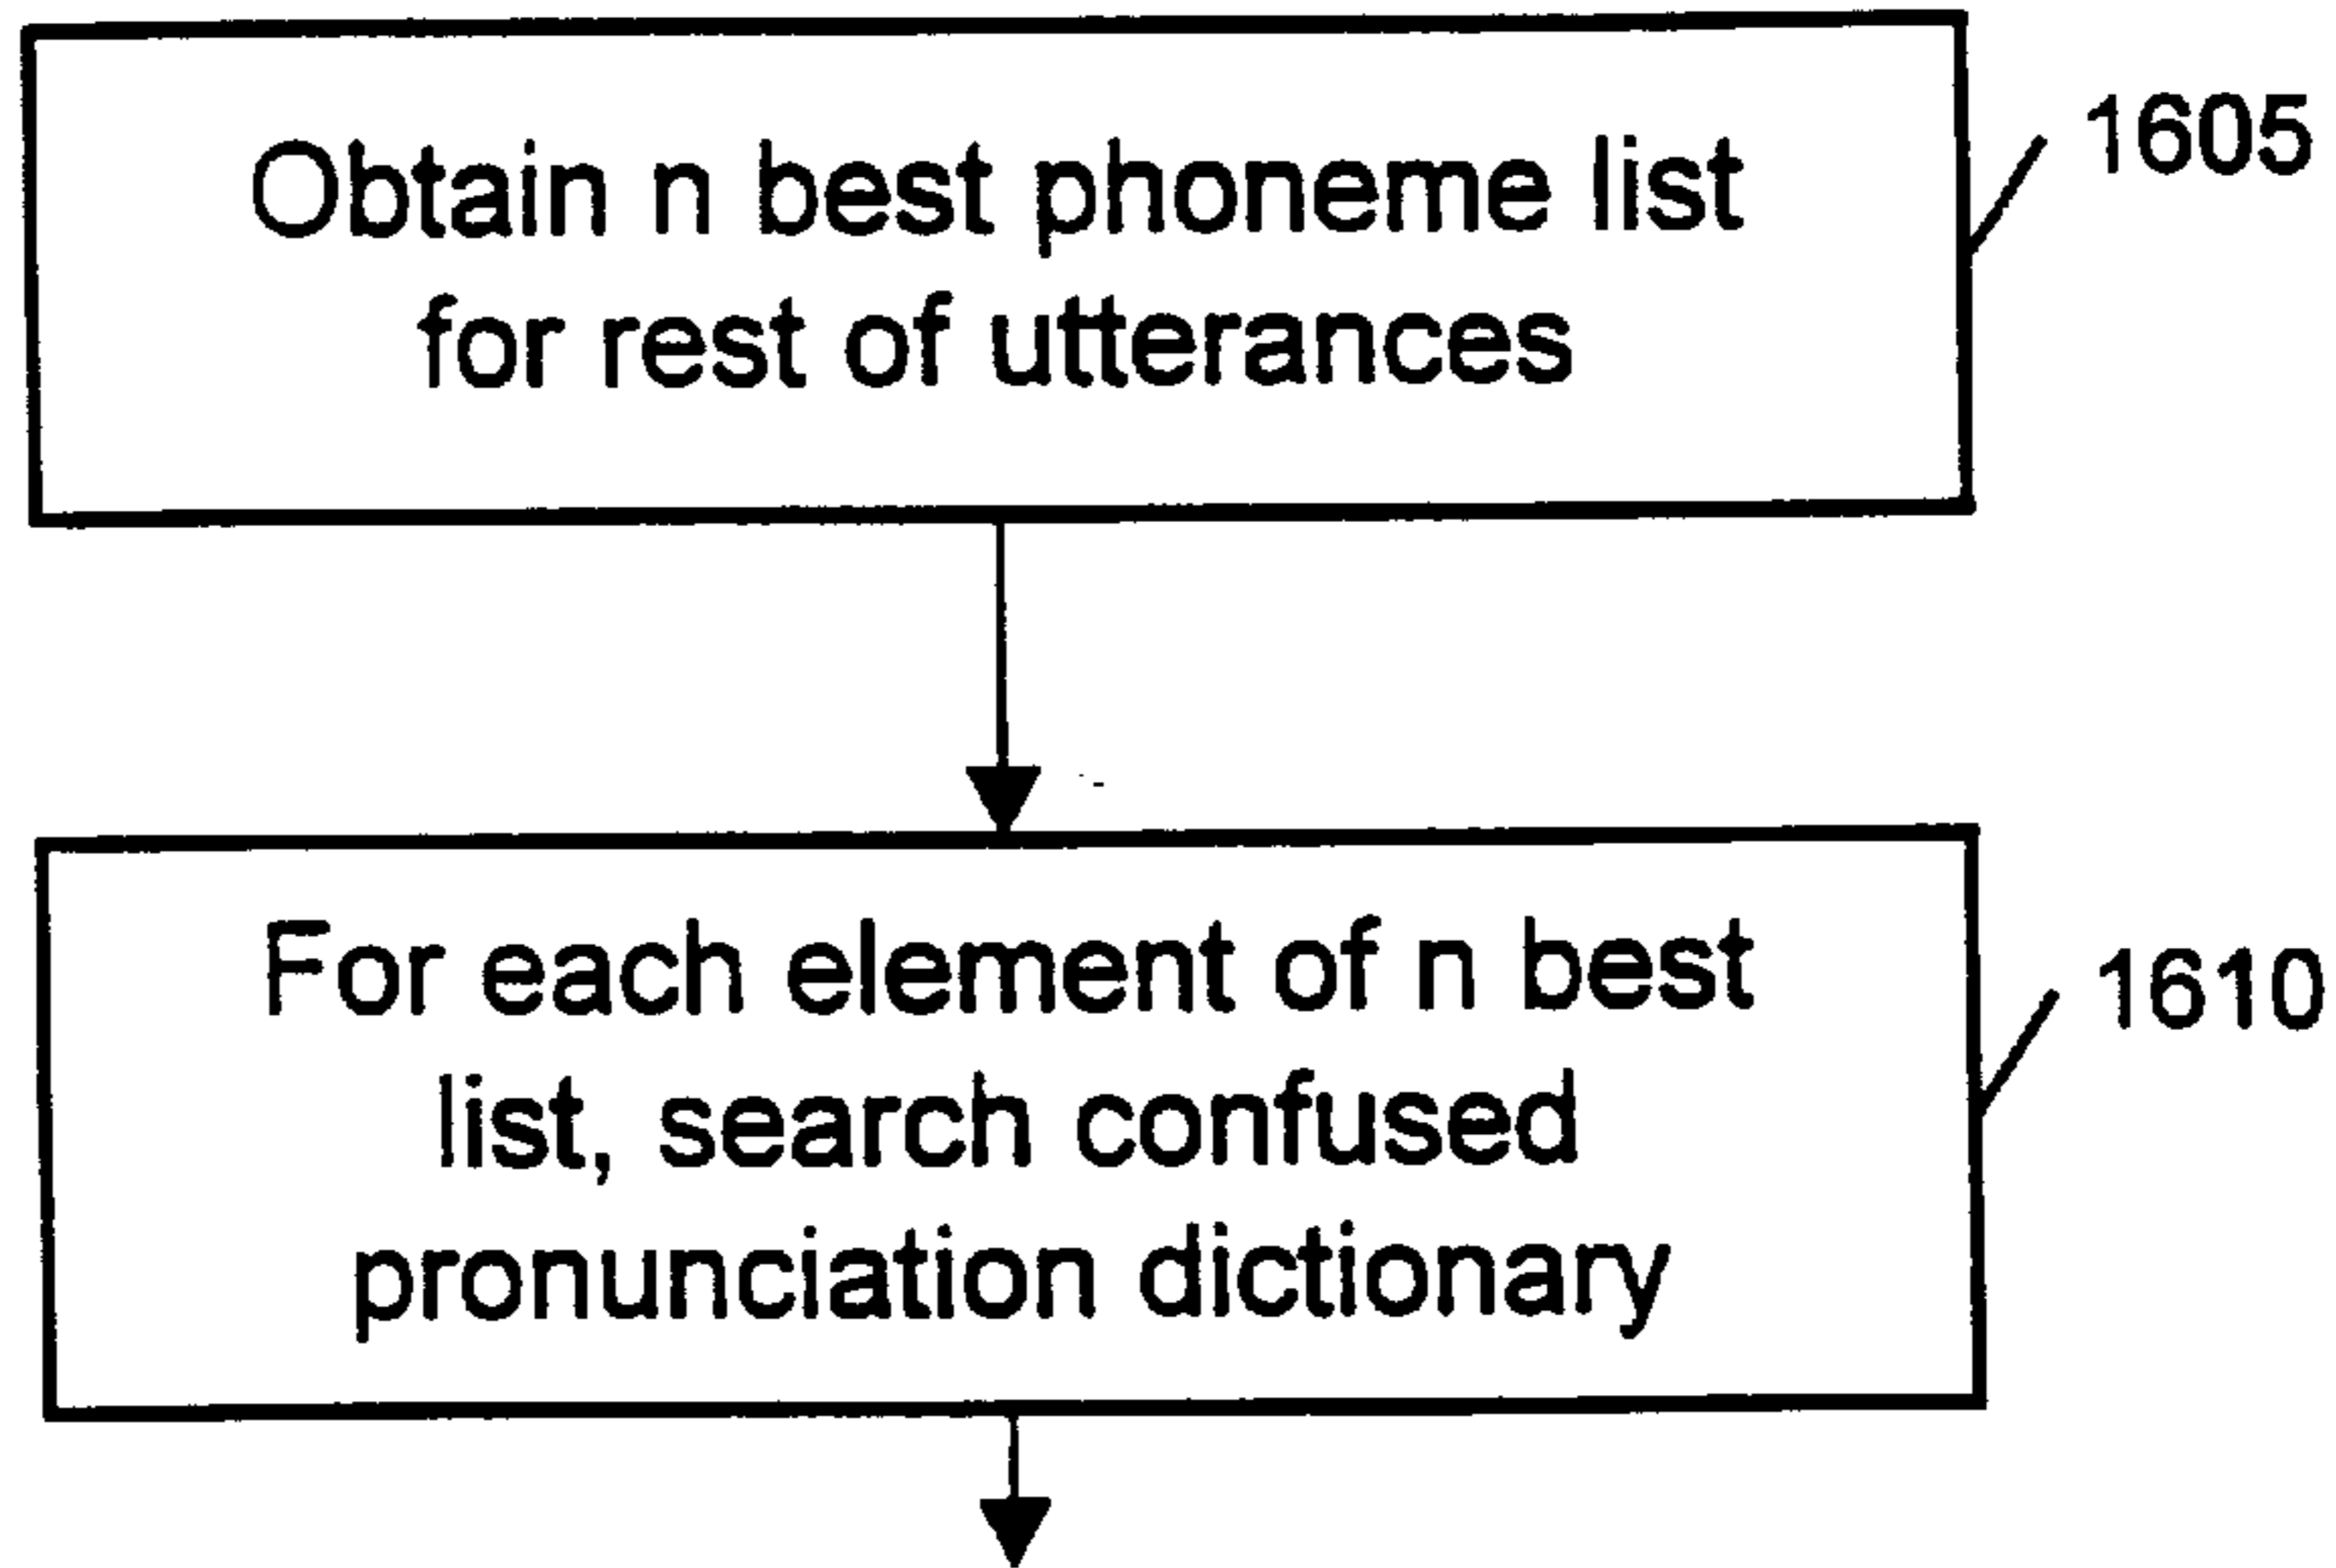 Obtain n best phoneme list
for rest of utterances
1605
For each element of n best
list, search confused
pronunciation dictionary
1610